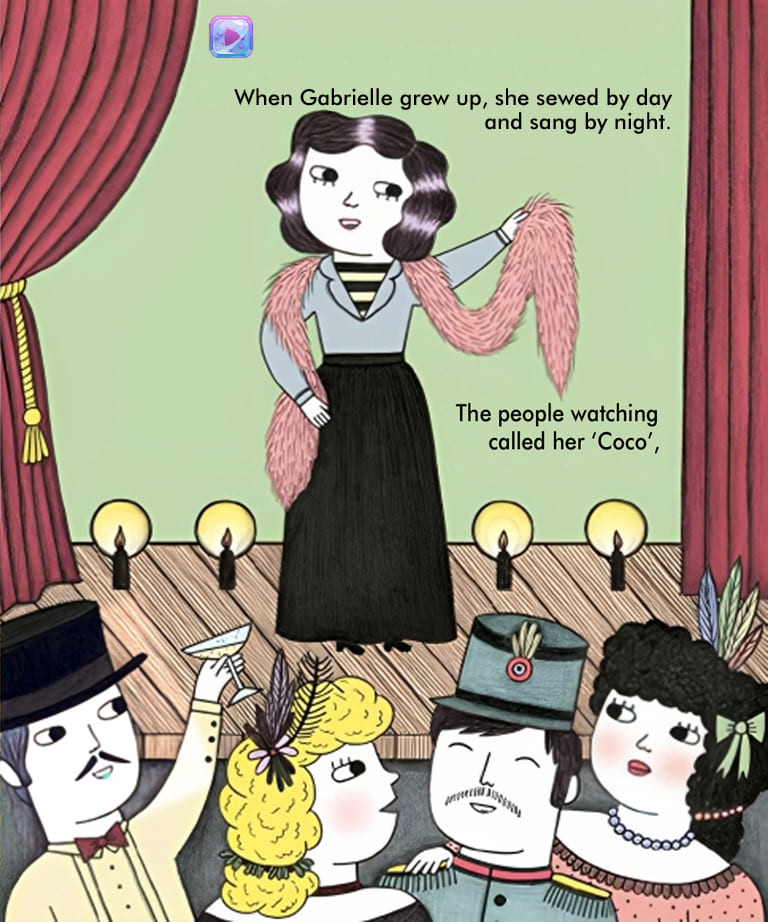 When Gabrielle grew up, she sewed by day
and sang by night.
The people watching
called her ‘Coco’,